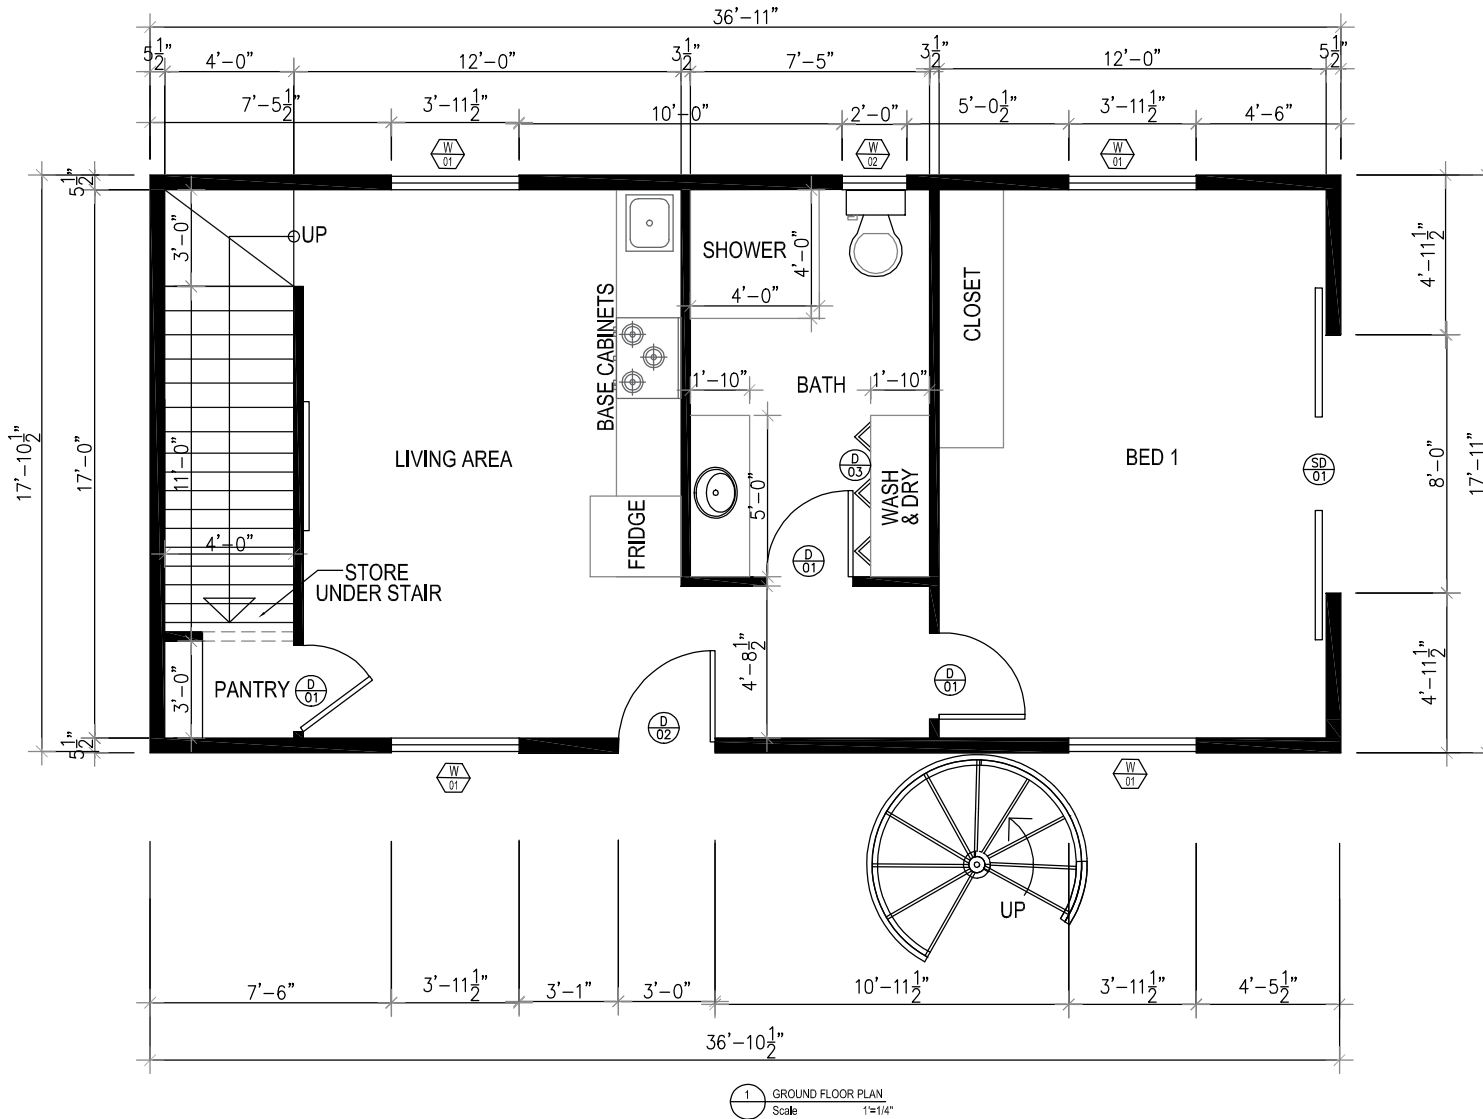 36'-11"
5 1/2" 4'-0" 12'-0" 3 1/2" 7'-5" 3 1/2" 12'-0" 5 1/2"
7'-5 1/2" 3'-11 1/2" 10'-0" 2'-0" 5'-0 1/2" 3'-11 1/2" 4'-6"
W 01
W 02
W 01
5 1/2"
17'-0"
5 1/2"
17'-10 1/2"
3'-0"
UP
11'-0"
4'-0"
STORE
UNDER STAIR
3'-0"
PANTRY
D 01
LIVING AREA
BASE CABINETS
FRIDGE
D 02
SHOWER
4'-0"
4'-0"
1'-10"
BATH
1'-10"
D 03
5'-0"
WASH
& DRY
D 01
4'-8 1/2"
D 01
CLOSET
BED 1
SD 01
4'-11 1/2"
8'-0"
4'-11 1/2"
17'-11"
W 01
W 01
UP
7'-6" 3'-11 1/2" 3'-1" 3'-0" 10'-11 1/2" 3'-11 1/2" 4'-5 1/2"
36'-10 1/2"
1 GROUND FLOOR PLAN
Scale 1"=1/4"